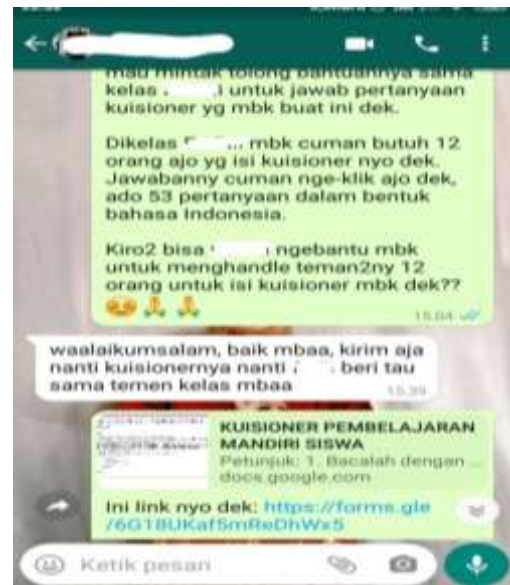 mau mintak tolong bantuannya sama
kelas i untuk jawab pertanyaan
kuisioner yg mbk buat ini dek.
Dikelas mbk cuman butuh 12
orang ajo yg isi kuisioner nyo dek.
Jawabanny cuman nge-klik ajo dek,
ado 53 pertanyaan dalam bentuk
bahasa Indonesia.
Kiro2 bisa ngebantu mbk
untuk menghandle teman2ny 12
orang untuk isi kuisioner mbk dek??
15.04
waalaikumsalam, baik mbaa, kirim aja
nanti kuisionernya nanti beri tau
sama temen kelas mbaa
15.39
KUISIONER PEMBELAJARAN
MANDIRI SISWA
Petunjuk: 1. Bacalah dengan ...
docs.google.com
Ini link nyo dek: https://forms.gle
/6G18UKaf5mReDhWx5
Ketik pesan